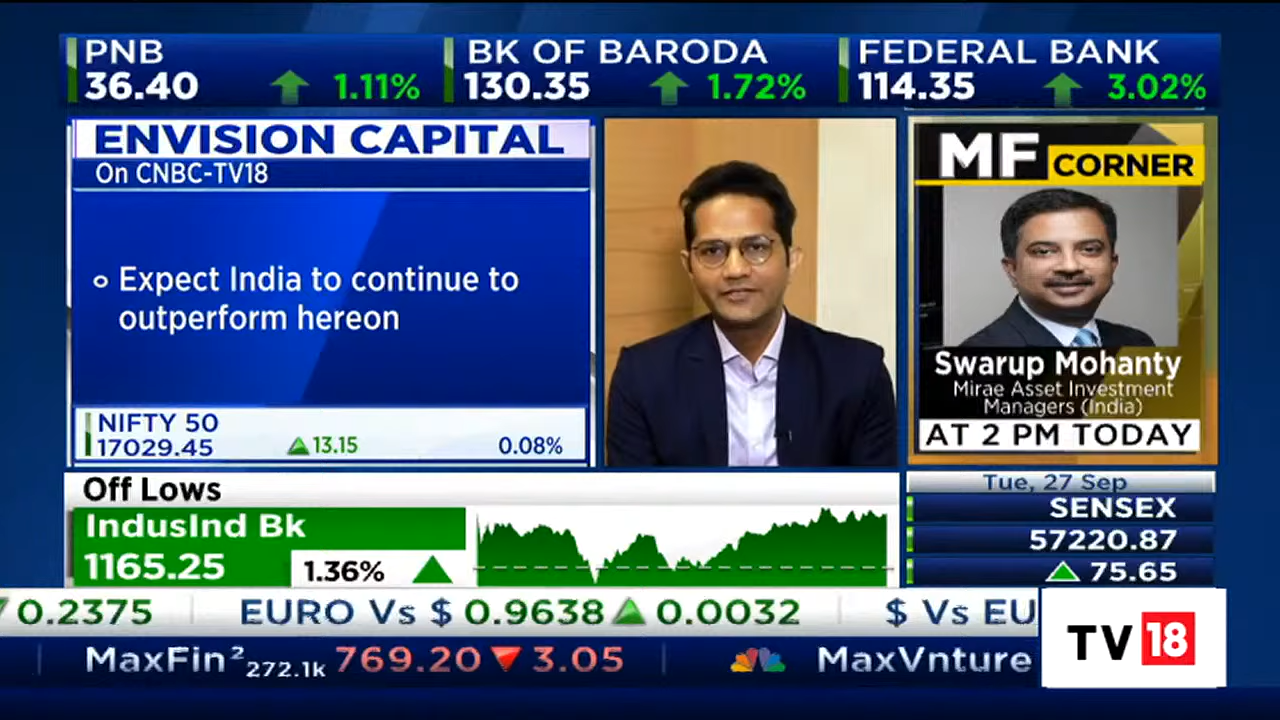 PNB
36.40 1.11%
BK OF BARODA
130.35 1.72%
FEDERAL BANK
114.35 3.02%
ENVISION CAPITAL
On CNBC-TV18
Expect India to continue to
outperform hereon
NIFTY 50
17029.45 13.15 0.08%
MF CORNER
Swarup Mohanty
Mirae Asset Investment
Managers (India)
AT 2 PM TODAY
Off Lows
IndusInd Bk
1165.25 1.36%
Tue, 27 Sep
SENSEX
57220.87
75.65
0.2375 EURO Vs $ 0.9638 0.0032 $ Vs EU
MaxFin² 272.1k 769.20 3.05 MaxVnture
TV18